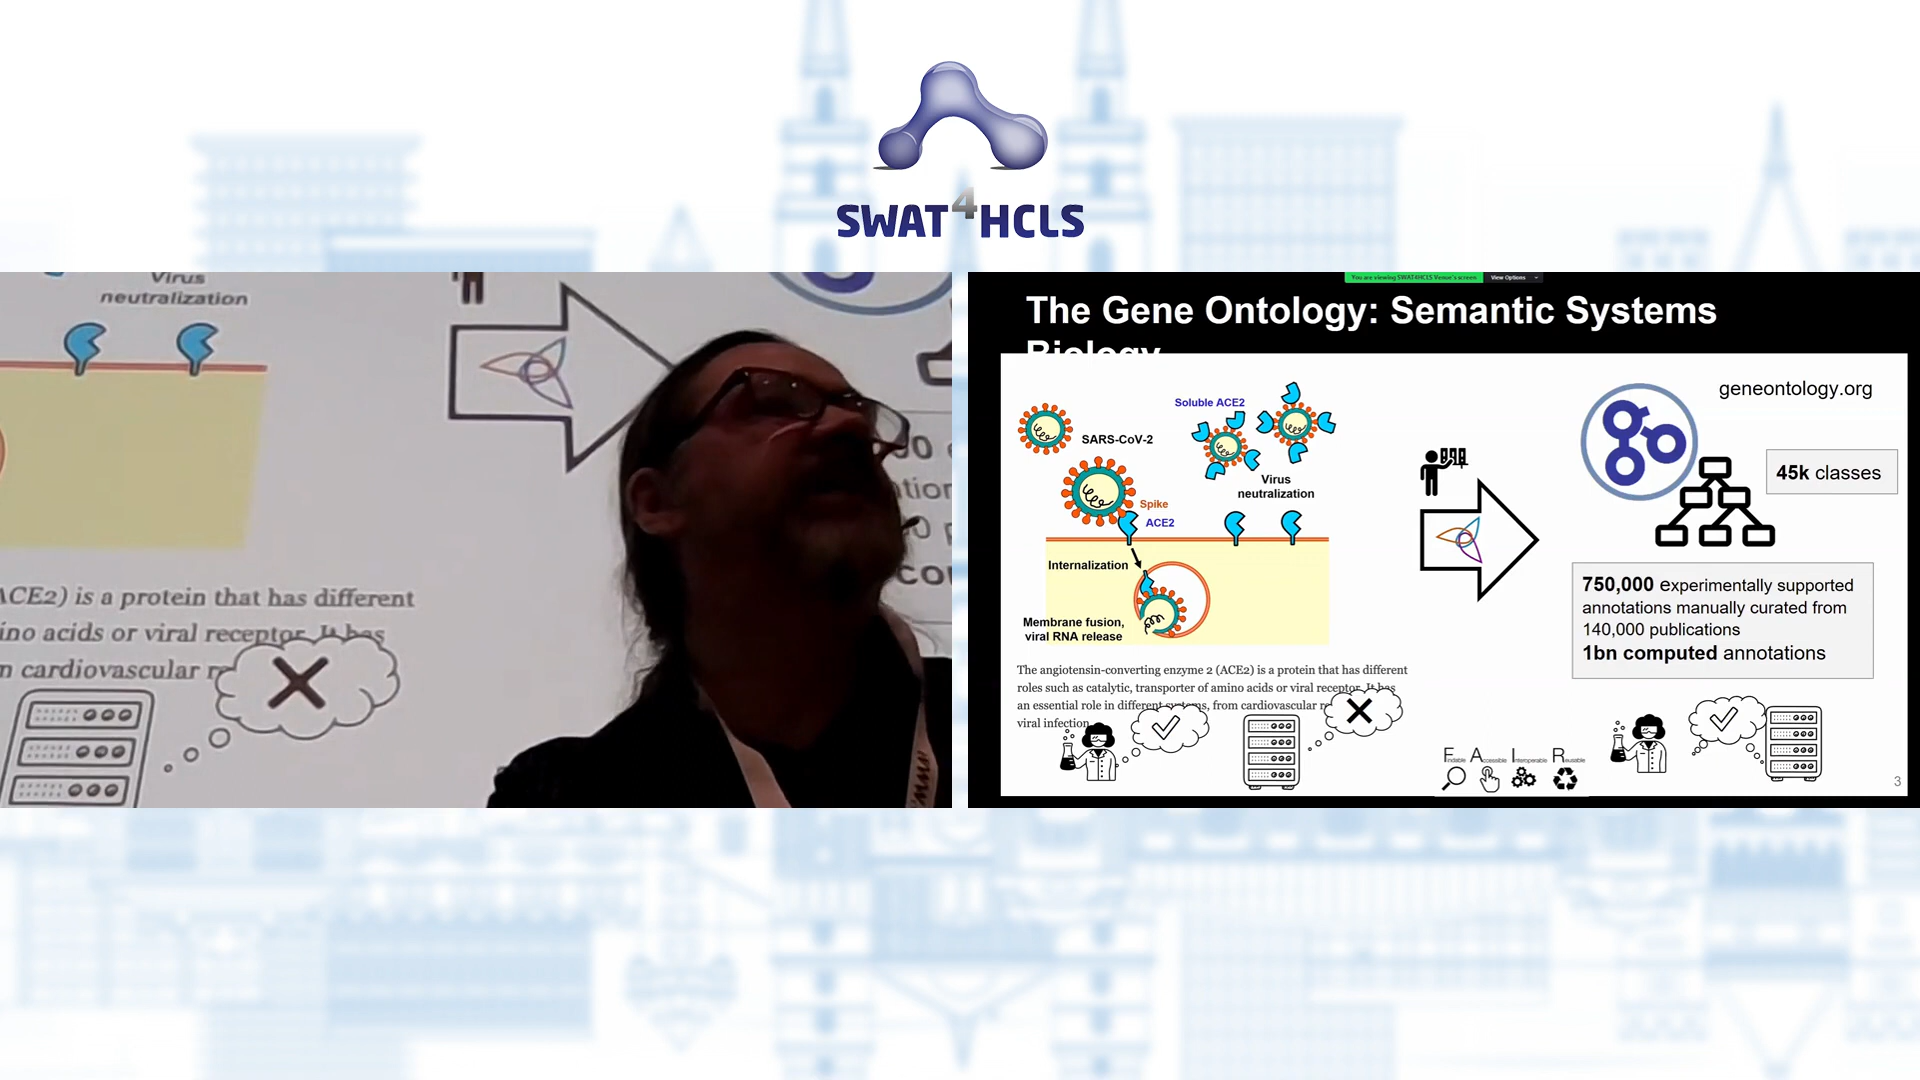 SWAT4HCLS
Virus
neutralization
ACE2) is a protein that has different
ino acids or viral receptor. It has
n cardiovascular r
You are viewing SWAT4HCLS Venue's screen
View Options
The Gene Ontology: Semantic Systems
Biology
geneontology.org
Soluble ACE2
SARS-CoV-2
Virus
neutralization
Spike
ACE2
Internalization
Membrane fusion,
viral RNA release
45k classes
750,000 experimentally supported
annotations manually curated from
140,000 publications
1bn computed annotations
The angiotensin-converting enzyme 2 (ACE2) is a protein that has different
roles such as catalytic, transporter of amino acids or viral receptor. It has
an essential role in different systems, from cardiovascular r
viral infection
Findable Accessible Interoperable Reusable
3